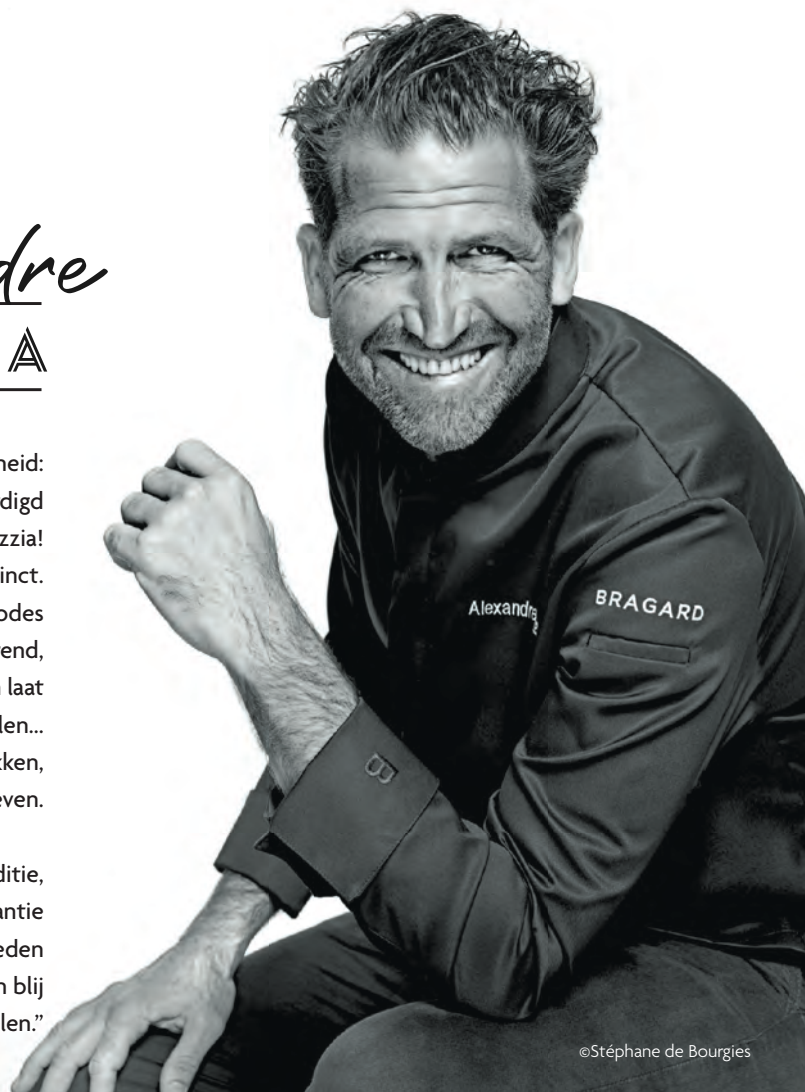 dre
A
heid:
digd
zzia!
inct.
odes
end,
laat
len...
kken,
even.
ditie,
antie
eden
n blij
len.”
Alexandre
BRAGARD
B
©Stéphane de Bourgies